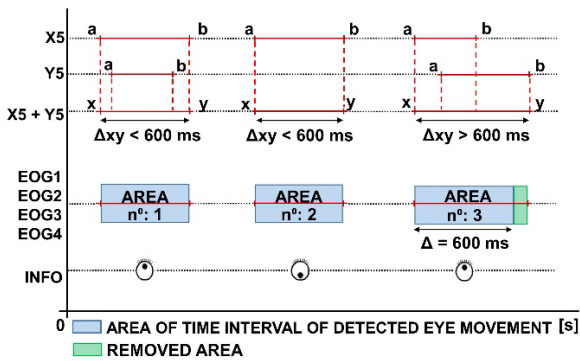 X5 a b a b
Y5 a b a b
X5 + Y5 x y x y x y
Δxy < 600 ms Δxy < 600 ms Δxy > 600 ms
EOG1
EOG2
EOG3
EOG4
AREA
nº: 1
AREA
nº: 2
AREA
nº: 3
Δ = 600 ms
INFO
0
AREA OF TIME INTERVAL OF DETECTED EYE MOVEMENT [s]
REMOVED AREA